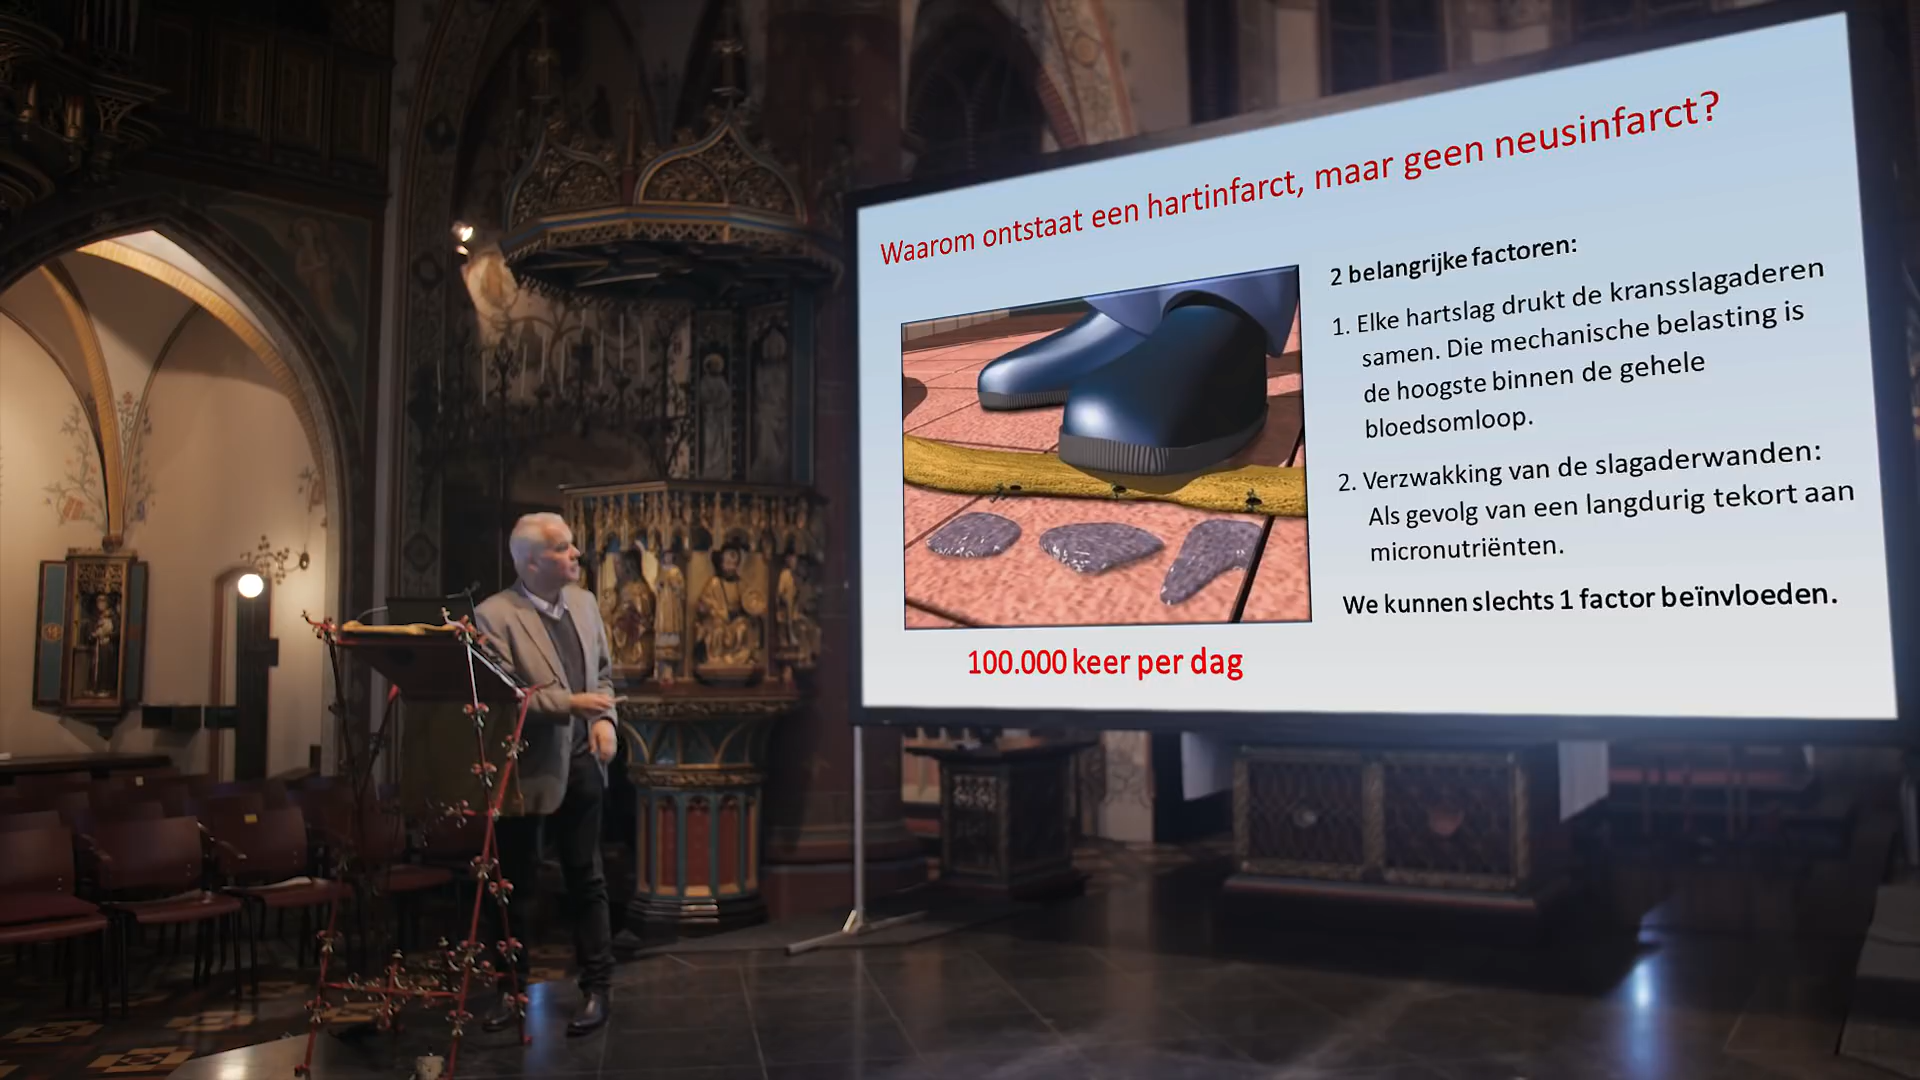 Waarom ontstaat een hartinfarct, maar geen neusinfarct?
2 belangrijke factoren:
1. Elke hartslag drukt de kransslagaderen
samen. Die mechanische belasting is
de hoogste binnen de gehele
bloedsomloop.
2. Verzwakking van de slagaderwanden:
Als gevolg van een langdurig tekort aan
micronutriënten.
We kunnen slechts 1 factor beïnvloeden.
100.000 keer per dag